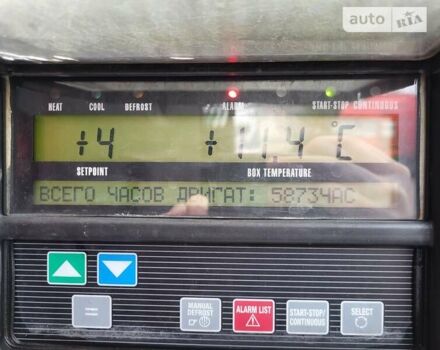 auto RIA
HEAT COOL DEFROST ALARM START-STOP CONTINUOUS
+4 +11.4 °C
SETPOINT BOX TEMPERATURE
ВСЕГО ЧАСОВ ДРИГАТ: 5873ЧАС
MANUAL DEFROST ALARM LIST START-STOP/CONTINUOUS SELECT
=